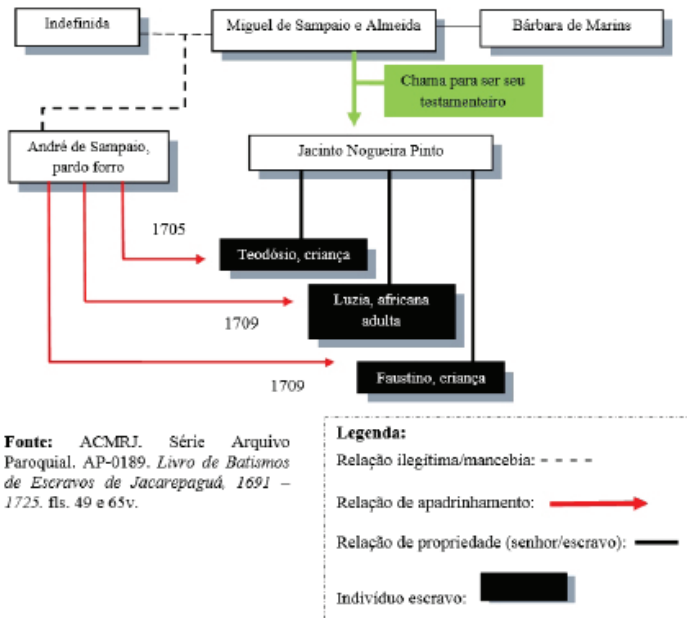 Indefinida
Miguel de Sampaio e Almeida
Bárbara de Marins
Chama para ser seu
testamenteiro
André de Sampaio,
pardo forro
Jacinto Nogueira Pinto
1705
Teodósio, criança
Luzia, africana
adulta
1709
Faustino, criança
1709
Fonte: ACMRJ. Série Arquivo
Paroquial. AP-0189. Livro de Batismos
de Escravos de Jacarepaguá, 1691 –
1725. fls. 49 e 65v.
Legenda:
Relação ilegítima/mancebia:
Relação de apadrinhamento:
Relação de propriedade (senhor/escravo):
Indivíduo escravo: